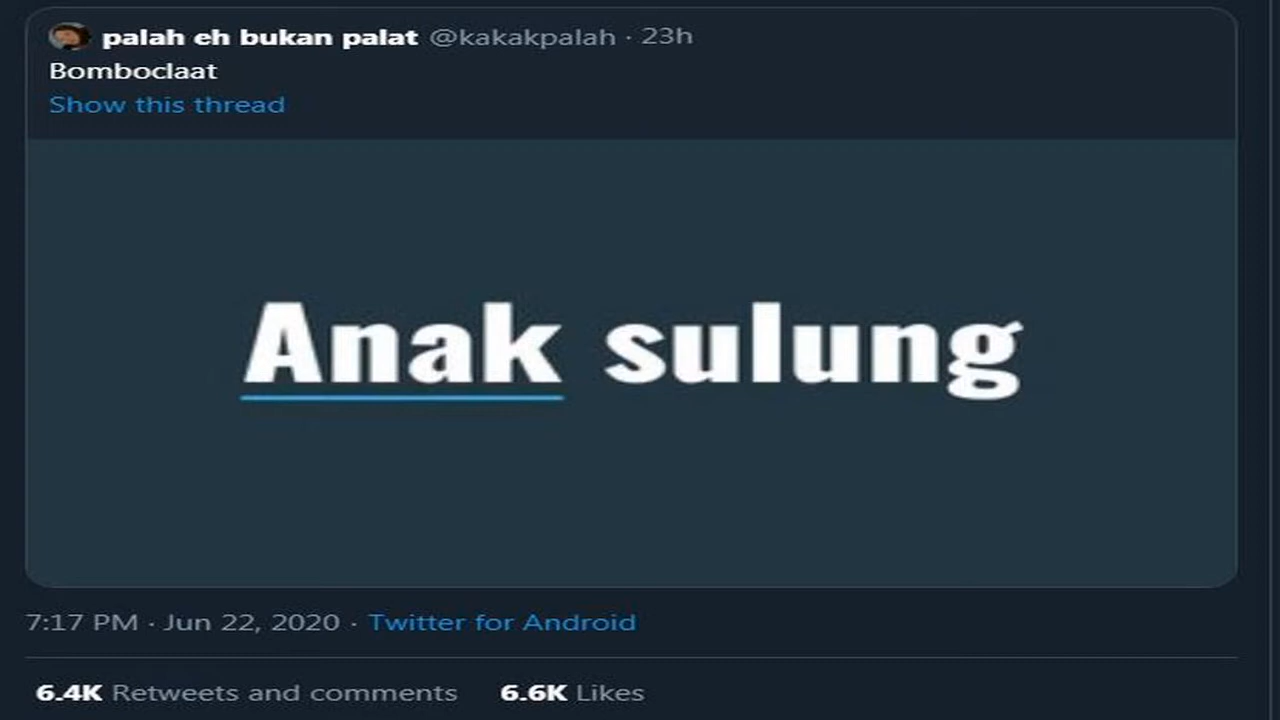 palah eh bukan palat @kakakpalah · 23h
Bomboclaat
Show this thread
Anak sulung
7:17 PM · Jun 22, 2020 · Twitter for Android
6.4K Retweets and comments 6.6K Likes